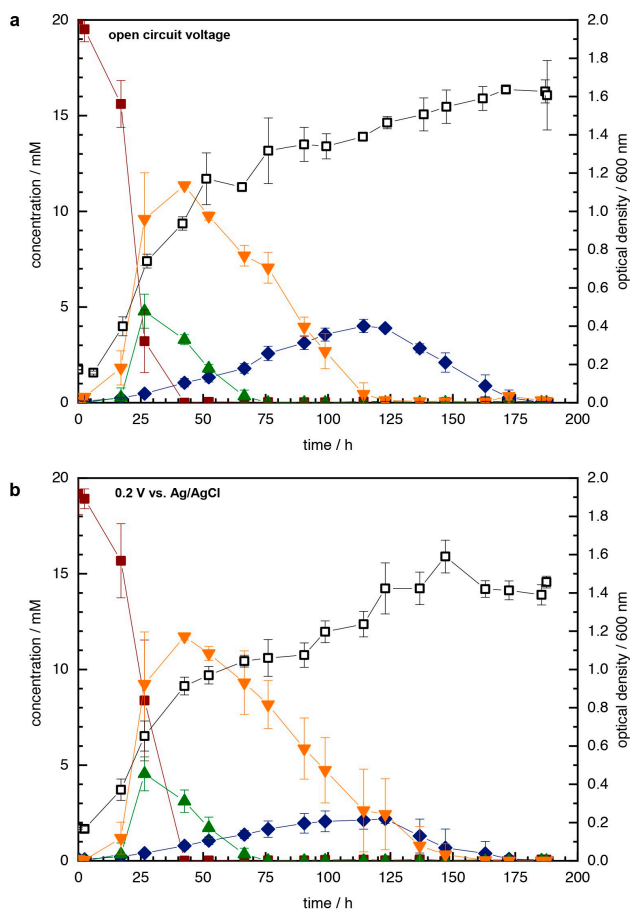 a
open circuit voltage
20
15
10
5
0
2.0
1.8
1.6
1.4
1.2
1.0
0.8
0.6
0.4
0.2
0.0
concentration / mM
optical density / 600 nm
0 25 50 75 100 125 150 175 200
time / h
b
0.2 V vs. Ag/AgCl
20
15
10
5
0
2.0
1.8
1.6
1.4
1.2
1.0
0.8
0.6
0.4
0.2
0.0
concentration / mM
optical density / 600 nm
0 25 50 75 100 125 150 175 200
time / h